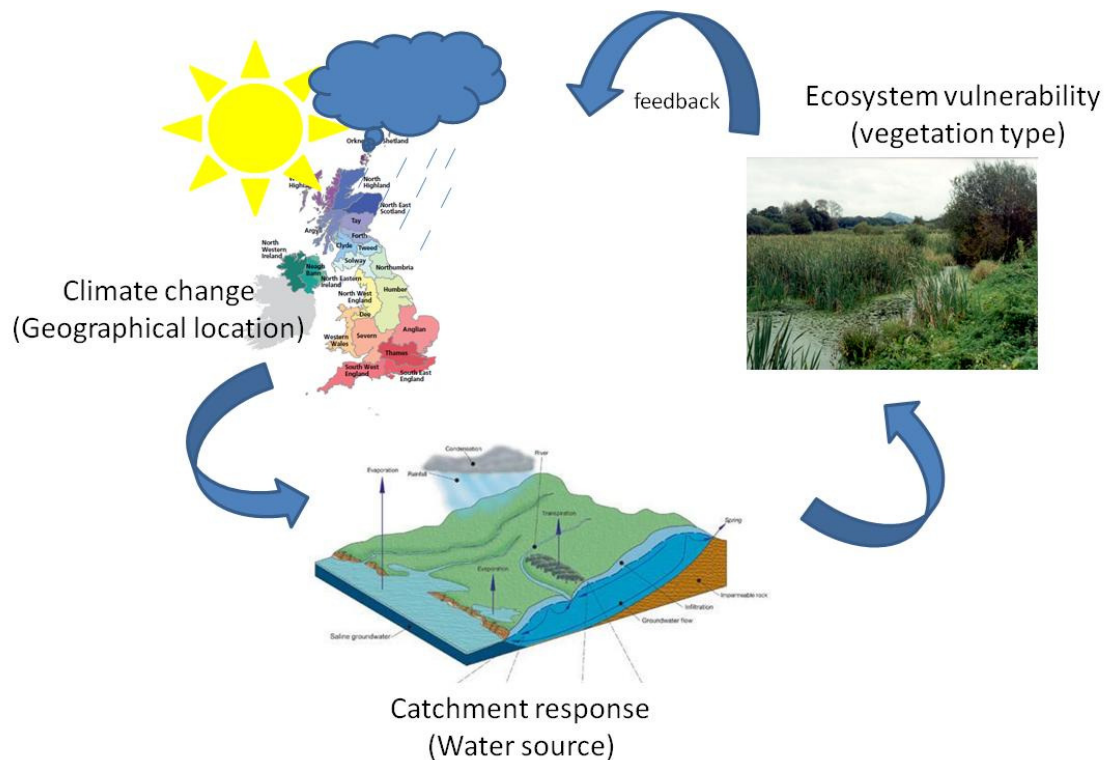 feedback
Ecosystem vulnerability
(vegetation type)
Climate change
(Geographical location)
Shetland
North
Highland
North East
Scotland
Argyll
Tay
Forth
Clyde
Tweed
Solway
North
Western
Ireland
Neagh
Bann
North Eastern
Ireland
Northumbria
North West
England
Humber
Dee
Anglian
Western
Wales
Severn
Thames
South West
England
South East
England
Condensation
River
Rainfall
Evaporation
Transpiration
Spring
Evaporation
Impermeable rock
Infiltration
Groundwater flow
Saline groundwater
Catchment response
(Water source)